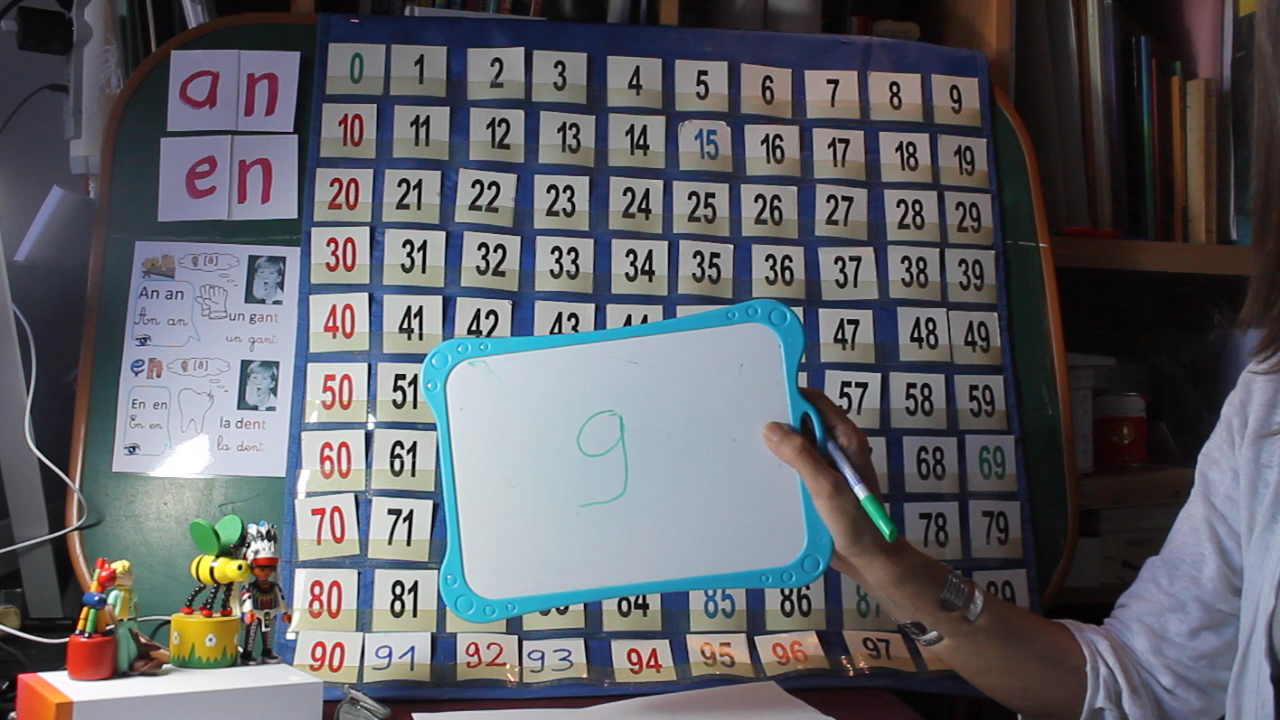 an
en
[ã]
An an
An an
un gant
un gant
[ã]
En en
En en
la dent
la dent
0 1 2 3 4 5 6 7 8 9
10 11 12 13 14 15 16 17 18 19
20 21 22 23 24 25 26 27 28 29
30 31 32 33 34 35 36 37 38 39
40 41 42 43 44 47 48 49
50 51 57 58 59
60 61 68 69
70 71 78 79
80 81 84 85 86 87 89
90 91 92 93 94 95 96 97
9